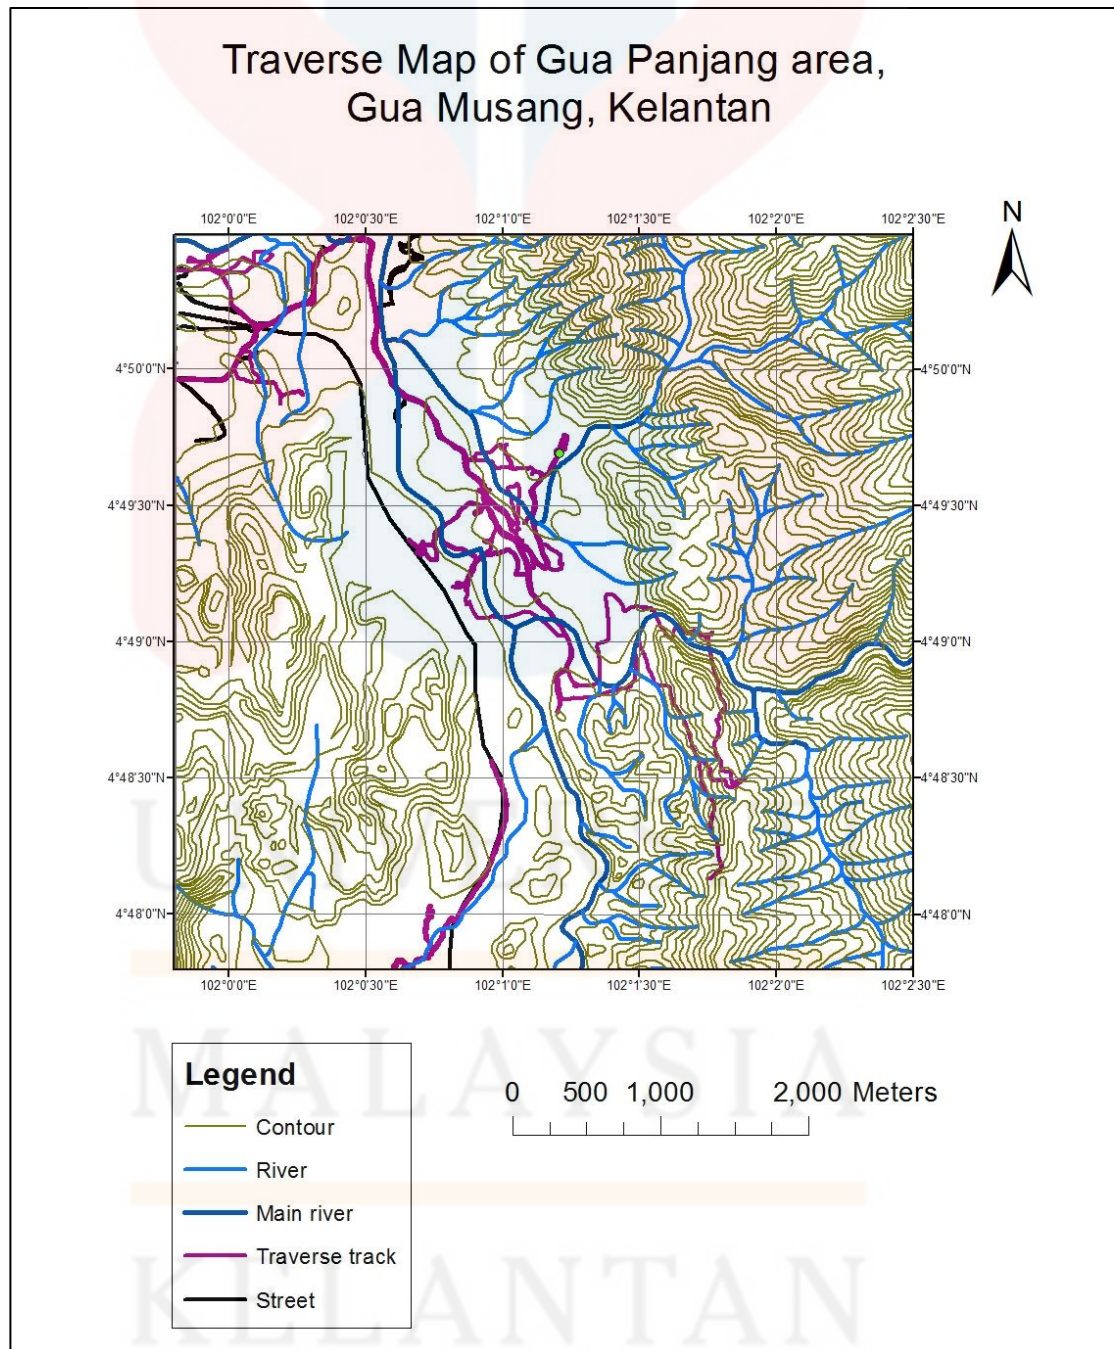 Traverse Map of Gua Panjang area,
Gua Musang, Kelantan
N
102°0'0"E 102°0'30"E 102°1'0"E 102°1'30"E 102°2'0"E 102°2'30"E
4°50'0"N 4°50'0"N
4°49'30"N 4°49'30"N
4°49'0"N 4°49'0"N
4°48'30"N 4°48'30"N
4°48'0"N 4°48'0"N
102°0'0"E 102°0'30"E 102°1'0"E 102°1'30"E 102°2'0"E 102°2'30"E
MALAYSIA
Legend
Contour
River
Main river
Traverse track
Street
0 500 1,000 2,000 Meters
KELANTAN